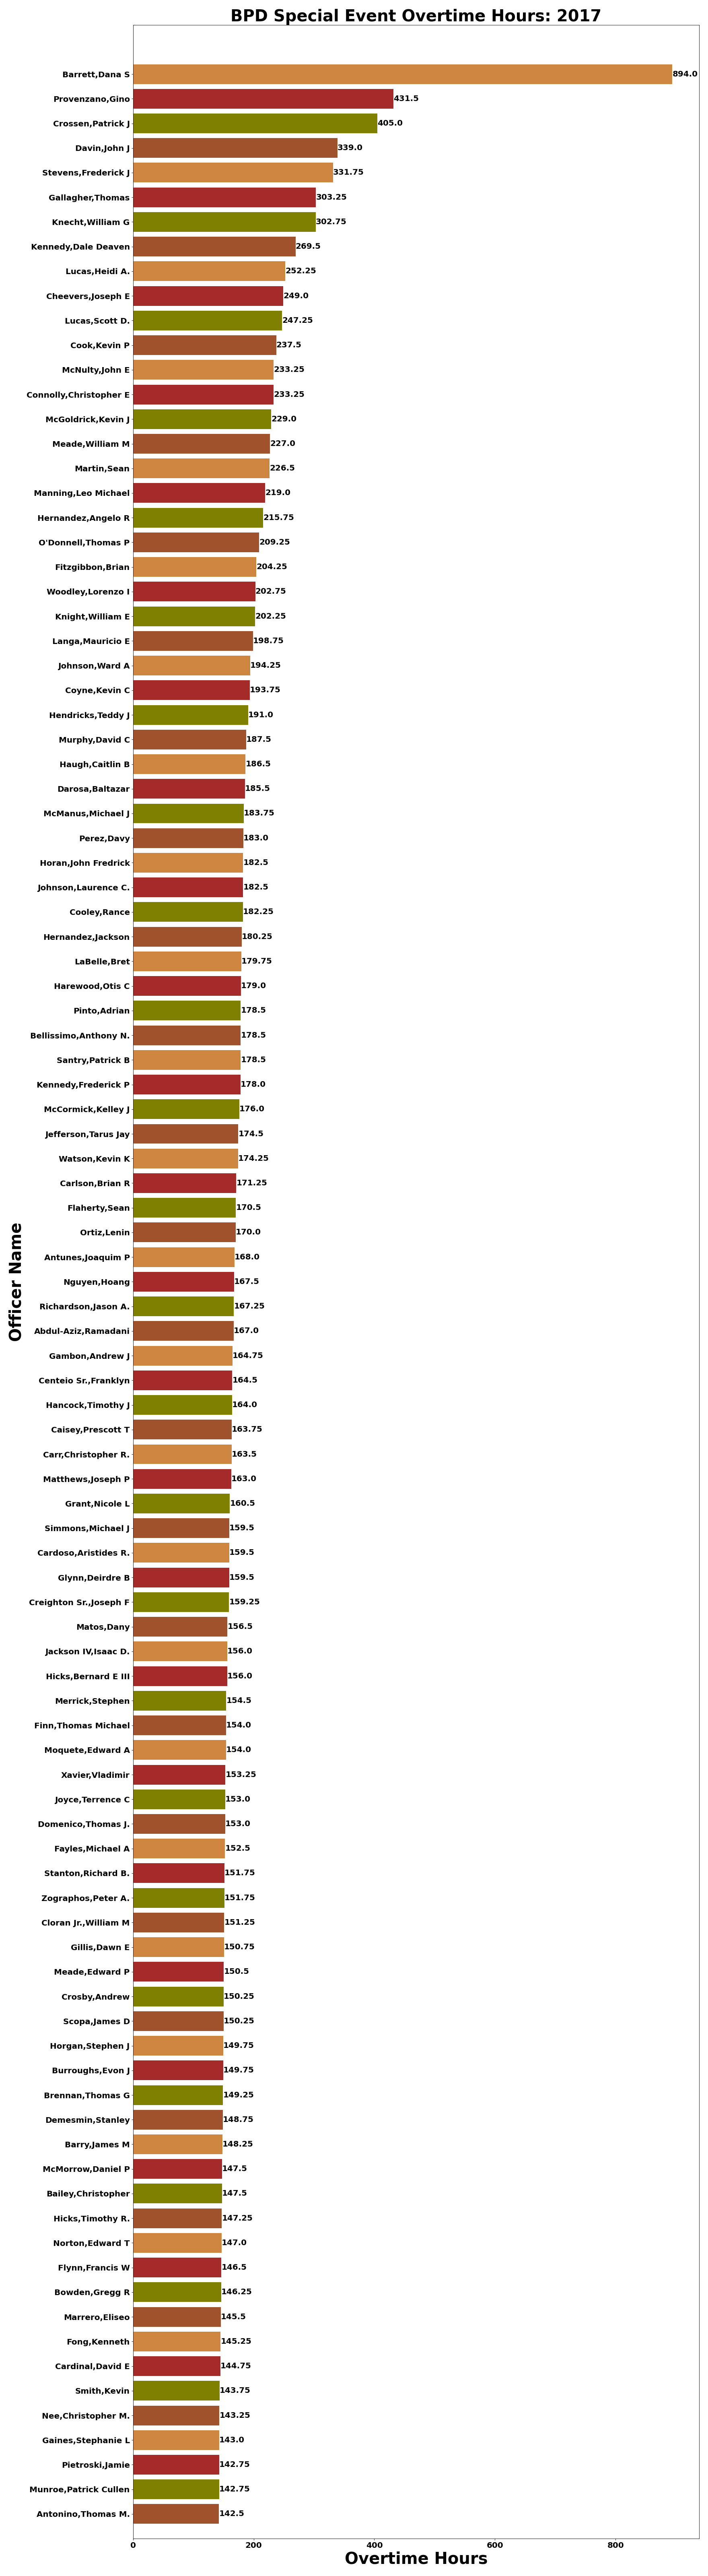 BPD Special Event Overtime Hours: 2017
Barrett,Dana S 894.0
Provenzano,Gino 431.5
Crossen,Patrick J 405.0
Davin,John J 339.0
Stevens,Frederick J 331.75
Gallagher,Thomas 303.25
Knecht,William G 302.75
Kennedy,Dale Deaven 269.5
Lucas,Heidi A. 252.25
Cheevers,Joseph E 249.0
Lucas,Scott D. 247.25
Cook,Kevin P 237.5
McNulty,John E 233.25
Connolly,Christopher E 233.25
McGoldrick,Kevin J 229.0
Meade,William M 227.0
Martin,Sean 226.5
Manning,Leo Michael 219.0
Hernandez,Angelo R 215.75
O'Donnell,Thomas P 209.25
Fitzgibbon,Brian 204.25
Woodley,Lorenzo I 202.75
Knight,William E 202.25
Langa,Mauricio E 198.75
Johnson,Ward A 194.25
Coyne,Kevin C 193.75
Hendricks,Teddy J 191.0
Murphy,David C 187.5
Haugh,Caitlin B 186.5
Darosa,Baltazar 185.5
McManus,Michael J 183.75
Perez,Davy 183.0
Horan,John Fredrick 182.5
Johnson,Laurence C. 182.5
Cooley,Rance 182.25
Hernandez,Jackson 180.25
LaBelle,Bret 179.75
Harewood,Otis C 179.0
Pinto,Adrian 178.5
Bellissimo,Anthony N. 178.5
Santry,Patrick B 178.5
Kennedy,Frederick P 178.0
McCormick,Kelley J 176.0
Jefferson,Tarus Jay 174.5
Watson,Kevin K 174.25
Carlson,Brian R 171.25
Flaherty,Sean 170.5
Ortiz,Lenin 170.0
Antunes,Joaquim P 168.0
Nguyen,Hoang 167.5
Richardson,Jason A. 167.25
Abdul-Aziz,Ramadani 167.0
Gambon,Andrew J 164.75
Centeio Sr.,Franklyn 164.5
Hancock,Timothy J 164.0
Caisey,Prescott T 163.75
Carr,Christopher R. 163.5
Matthews,Joseph P 163.0
Grant,Nicole L 160.5
Simmons,Michael J 159.5
Cardoso,Aristides R. 159.5
Glynn,Deirdre B 159.5
Creighton Sr.,Joseph F 159.25
Matos,Dany 156.5
Jackson IV,Isaac D. 156.0
Hicks,Bernard E III 156.0
Merrick,Stephen 154.5
Finn,Thomas Michael 154.0
Moquete,Edward A 154.0
Xavier,Vladimir 153.25
Joyce,Terrence C 153.0
Domenico,Thomas J. 153.0
Fayles,Michael A 152.5
Stanton,Richard B. 151.75
Zographos,Peter A. 151.75
Cloran Jr.,William M 151.25
Gillis,Dawn E 150.75
Meade,Edward P 150.5
Crosby,Andrew 150.25
Scopa,James D 150.25
Horgan,Stephen J 149.75
Burroughs,Evon J 149.75
Brennan,Thomas G 149.25
Demesmin,Stanley 148.75
Barry,James M 148.25
McMorrow,Daniel P 147.5
Bailey,Christopher 147.5
Hicks,Timothy R. 147.25
Norton,Edward T 147.0
Flynn,Francis W 146.5
Bowden,Gregg R 146.25
Marrero,Eliseo 145.5
Fong,Kenneth 145.25
Cardinal,David E 144.75
Smith,Kevin 143.75
Nee,Christopher M. 143.25
Gaines,Stephanie L 143.0
Pietroski,Jamie 142.75
Munroe,Patrick Cullen 142.75
Antonino,Thomas M. 142.5
0 200 400 600 800
Overtime Hours
Officer Name